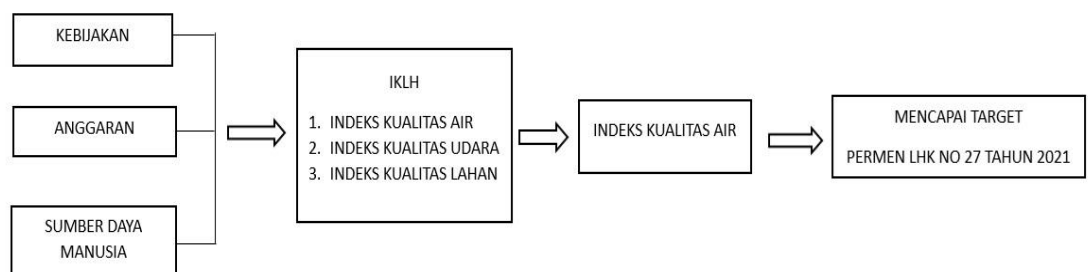 KEBIJAKAN
ANGGARAN
SUMBER DAYA
MANUSIA
IKLH
1. INDEKS KUALITAS AIR
2. INDEKS KUALITAS UDARA
3. INDEKS KUALITAS LAHAN
INDEKS KUALITAS AIR
MENCAPAI TARGET
PERMEN LHK NO 27 TAHUN 2021